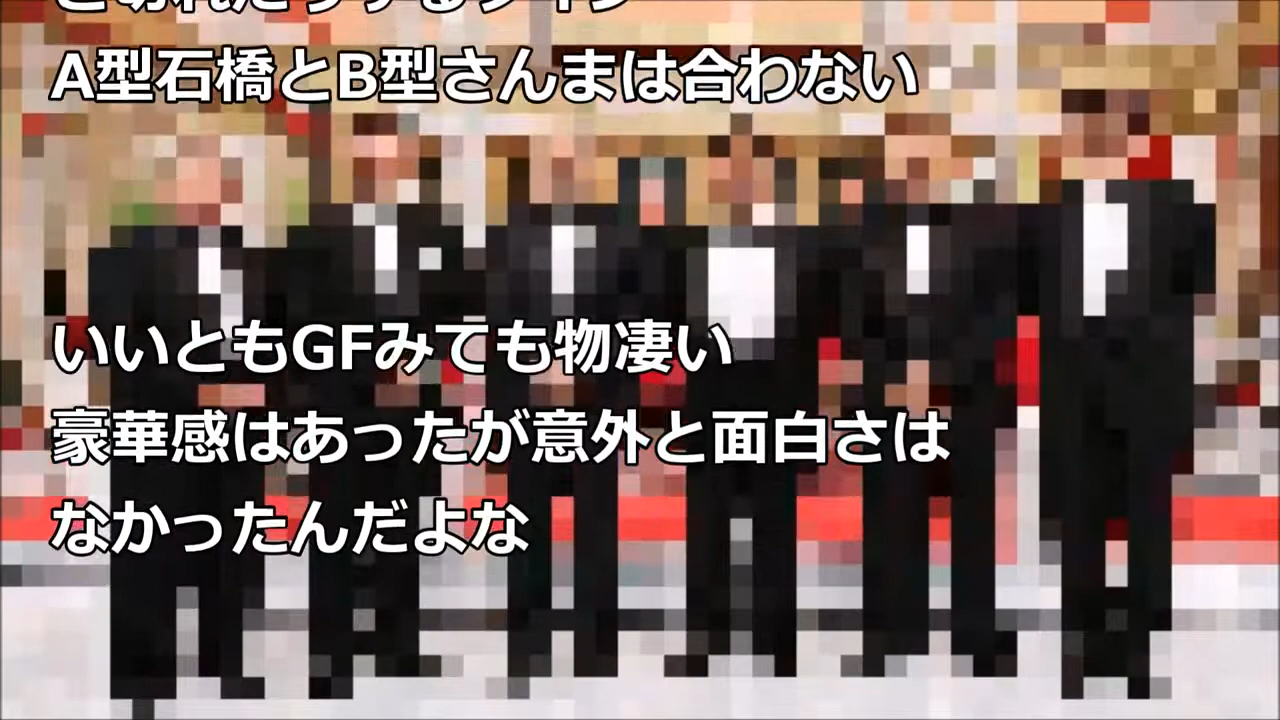 A型石橋とB型さんまは合わない
いいともGFみても物凄い
豪華感はあったが意外と面白さは
なかったんだよな